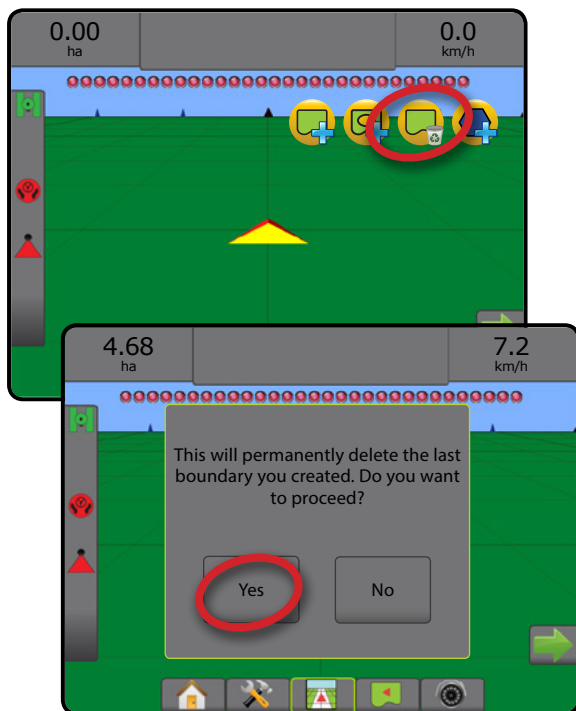 0.00
ha
0.0
km/h
4.68
ha
7.2
km/h
This will permanently delete the last
boundary you created. Do you want
to proceed?
Yes
No